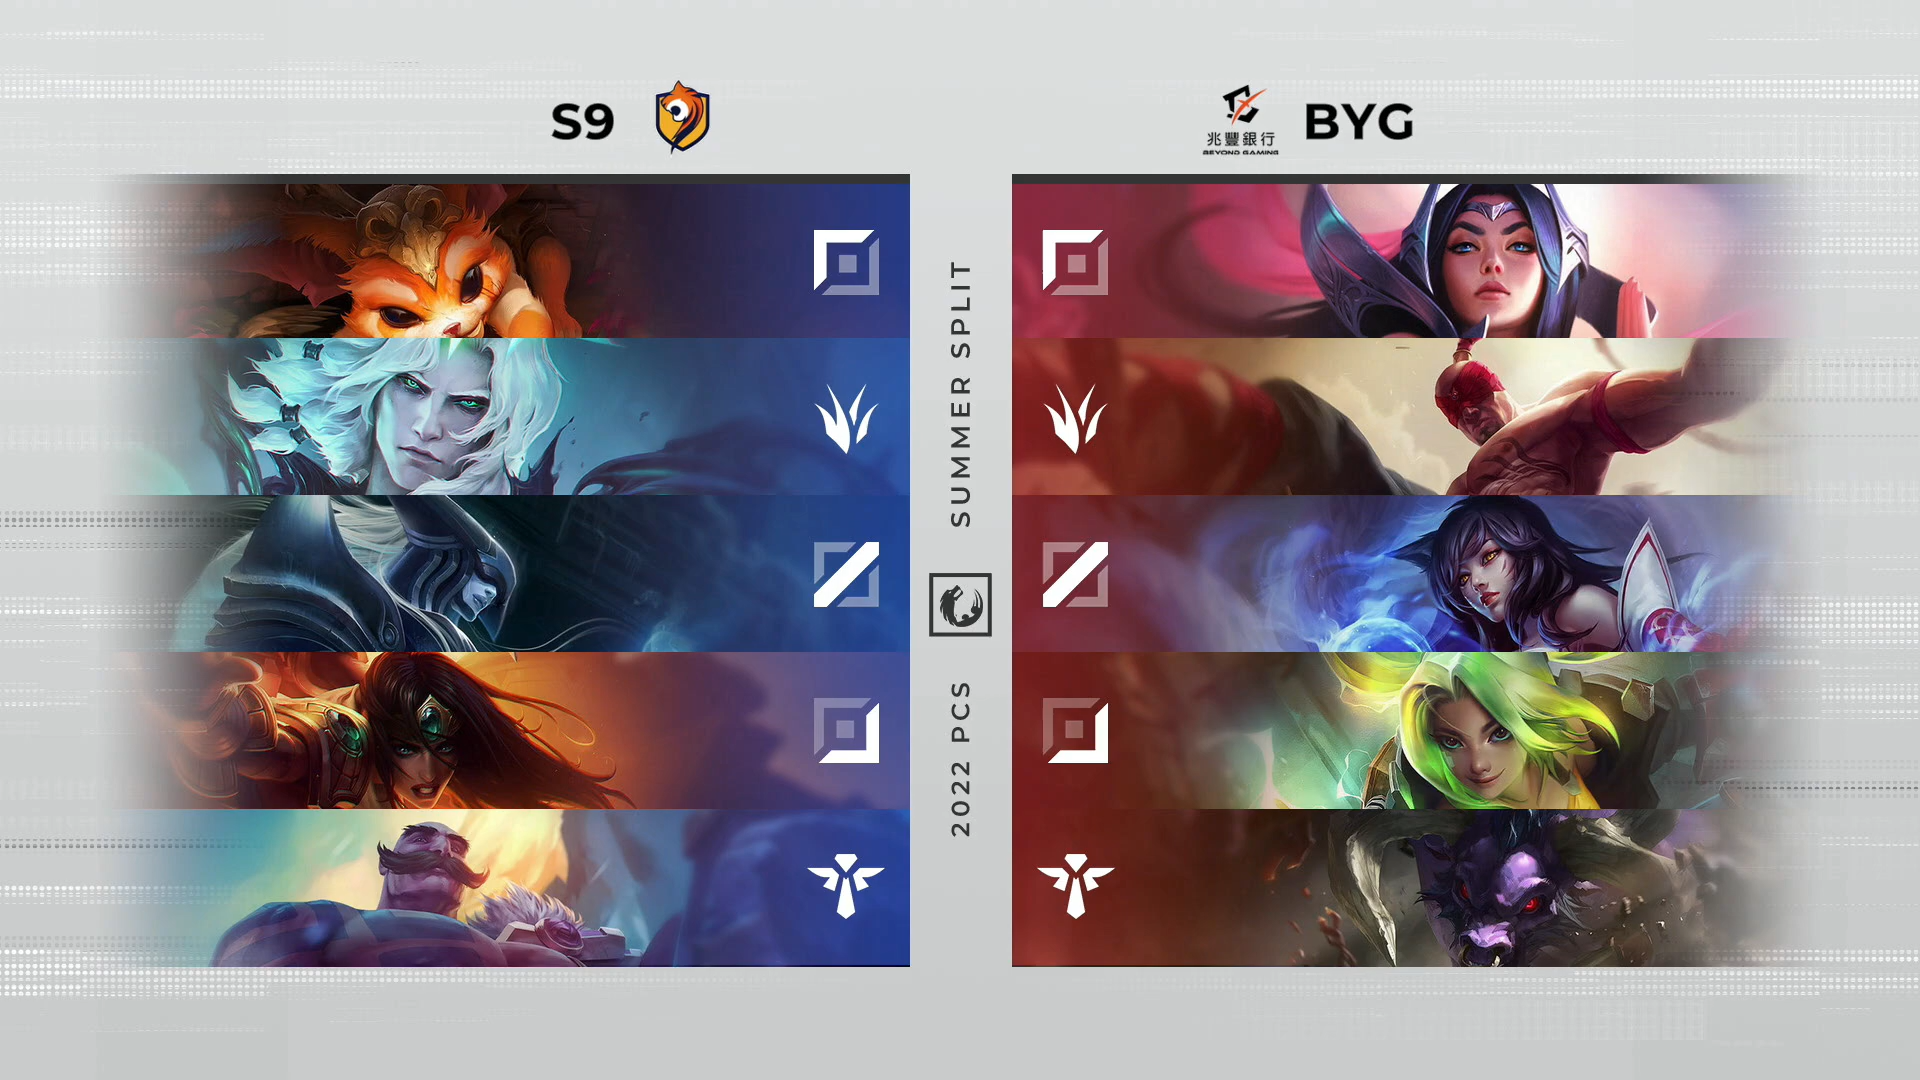 S9
兆豐銀行
BEYOND GAMING
BYG
2022 PCS
SUMMER SPLIT